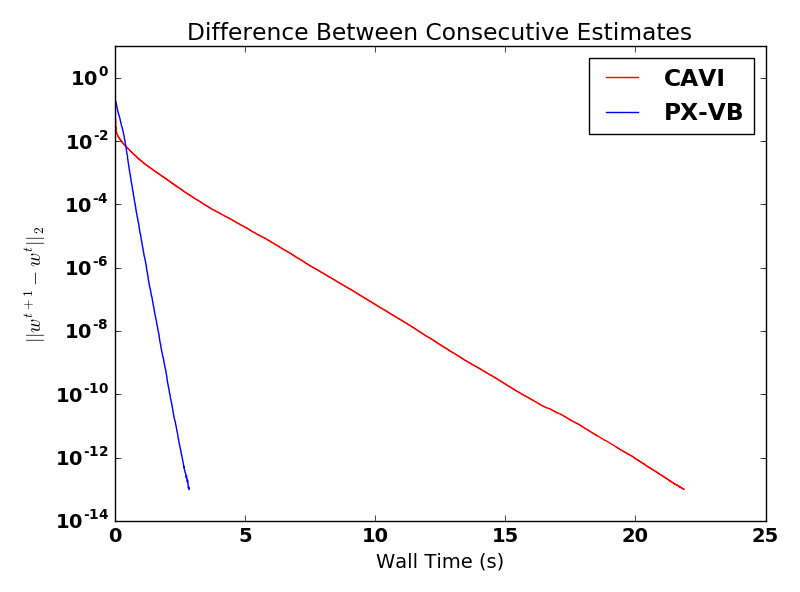 Difference Between Consecutive Estimates
10^0
10^-2
10^-4
10^-6
10^-8
10^-10
10^-12
10^-14
||w^{t+1} − w^t||_2
CAVI
PX-VB
0 5 10 15 20 25
Wall Time (s)